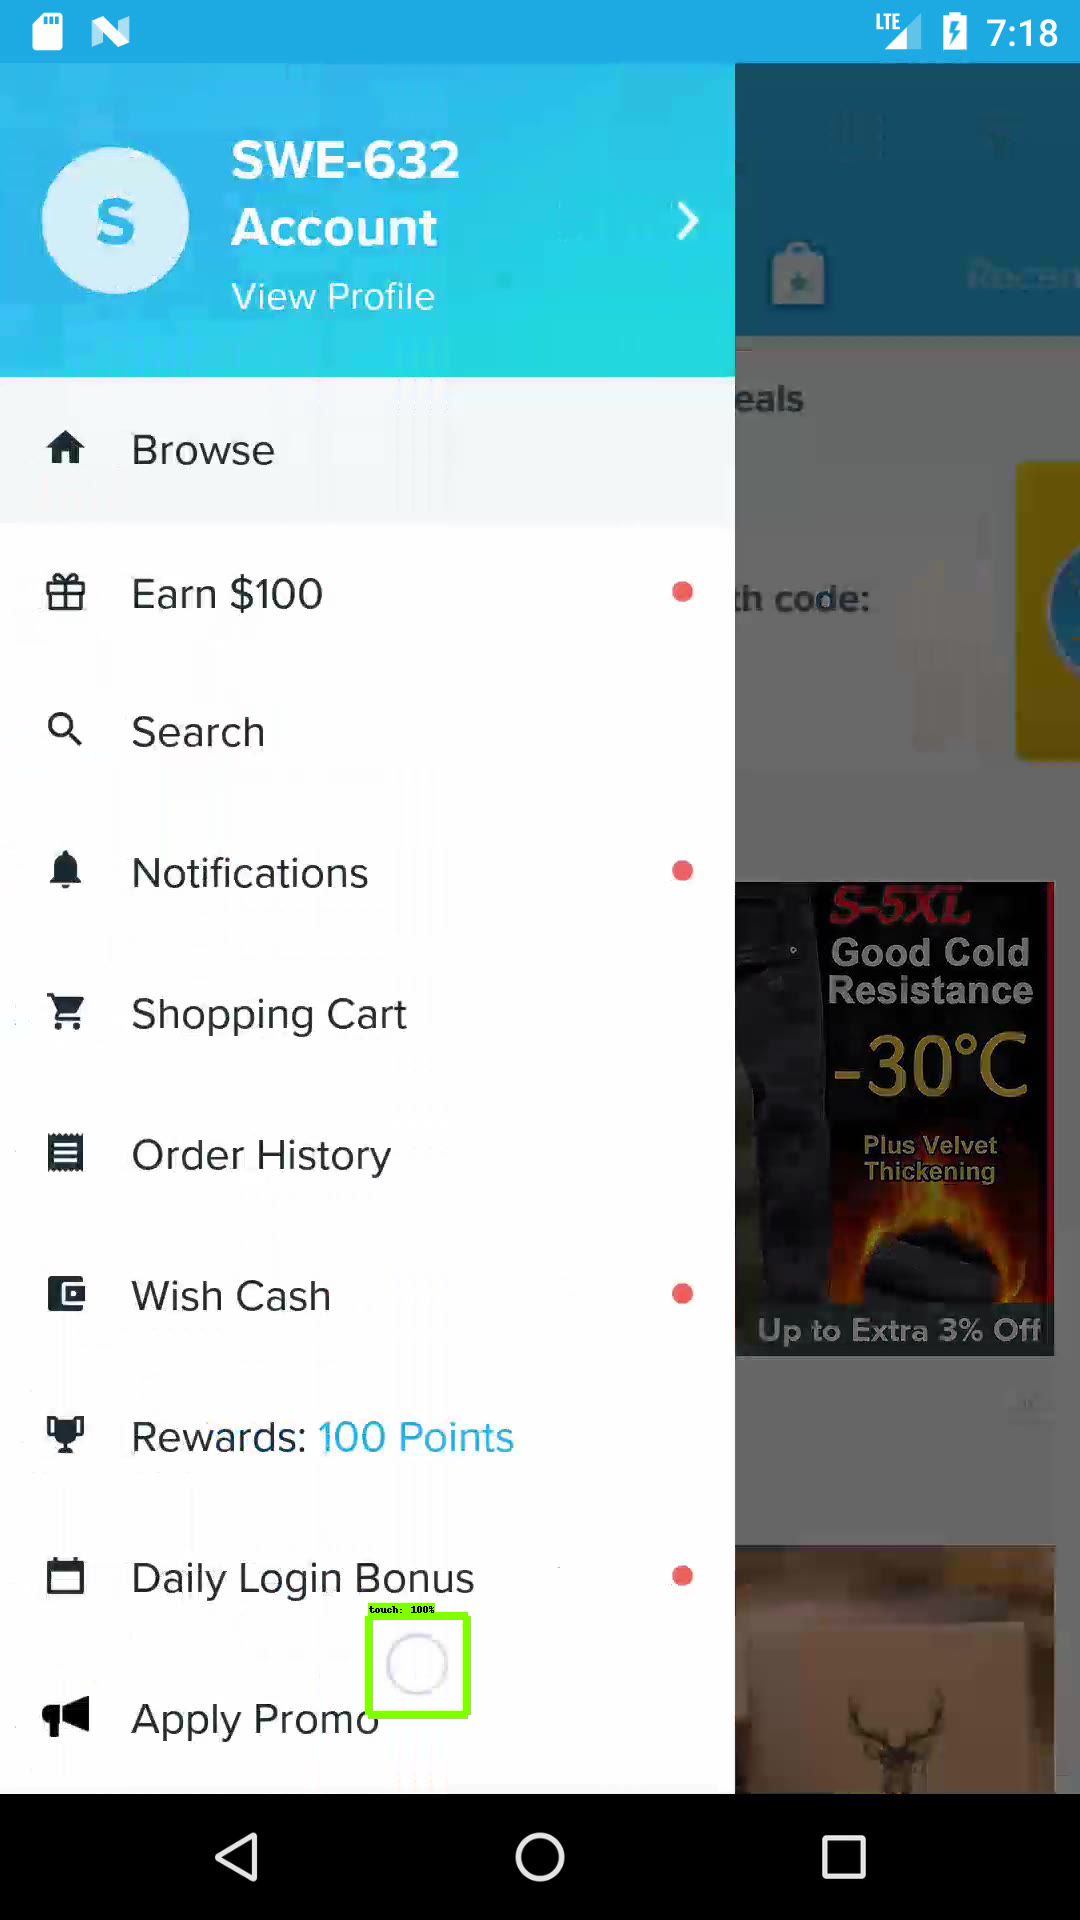 LTE 7:18
S
SWE-632
Account
View Profile
Recen
Browse
eals
Earn $100
th code:
Search
Notifications
S-5XL
Good Cold
Resistance
-30°C
Shopping Cart
Order History
Plus Velvet
Thickening
Wish Cash
Up to Extra 3% Off
Rewards: 100 Points
Daily Login Bonus
touch: 100%
Apply Promo